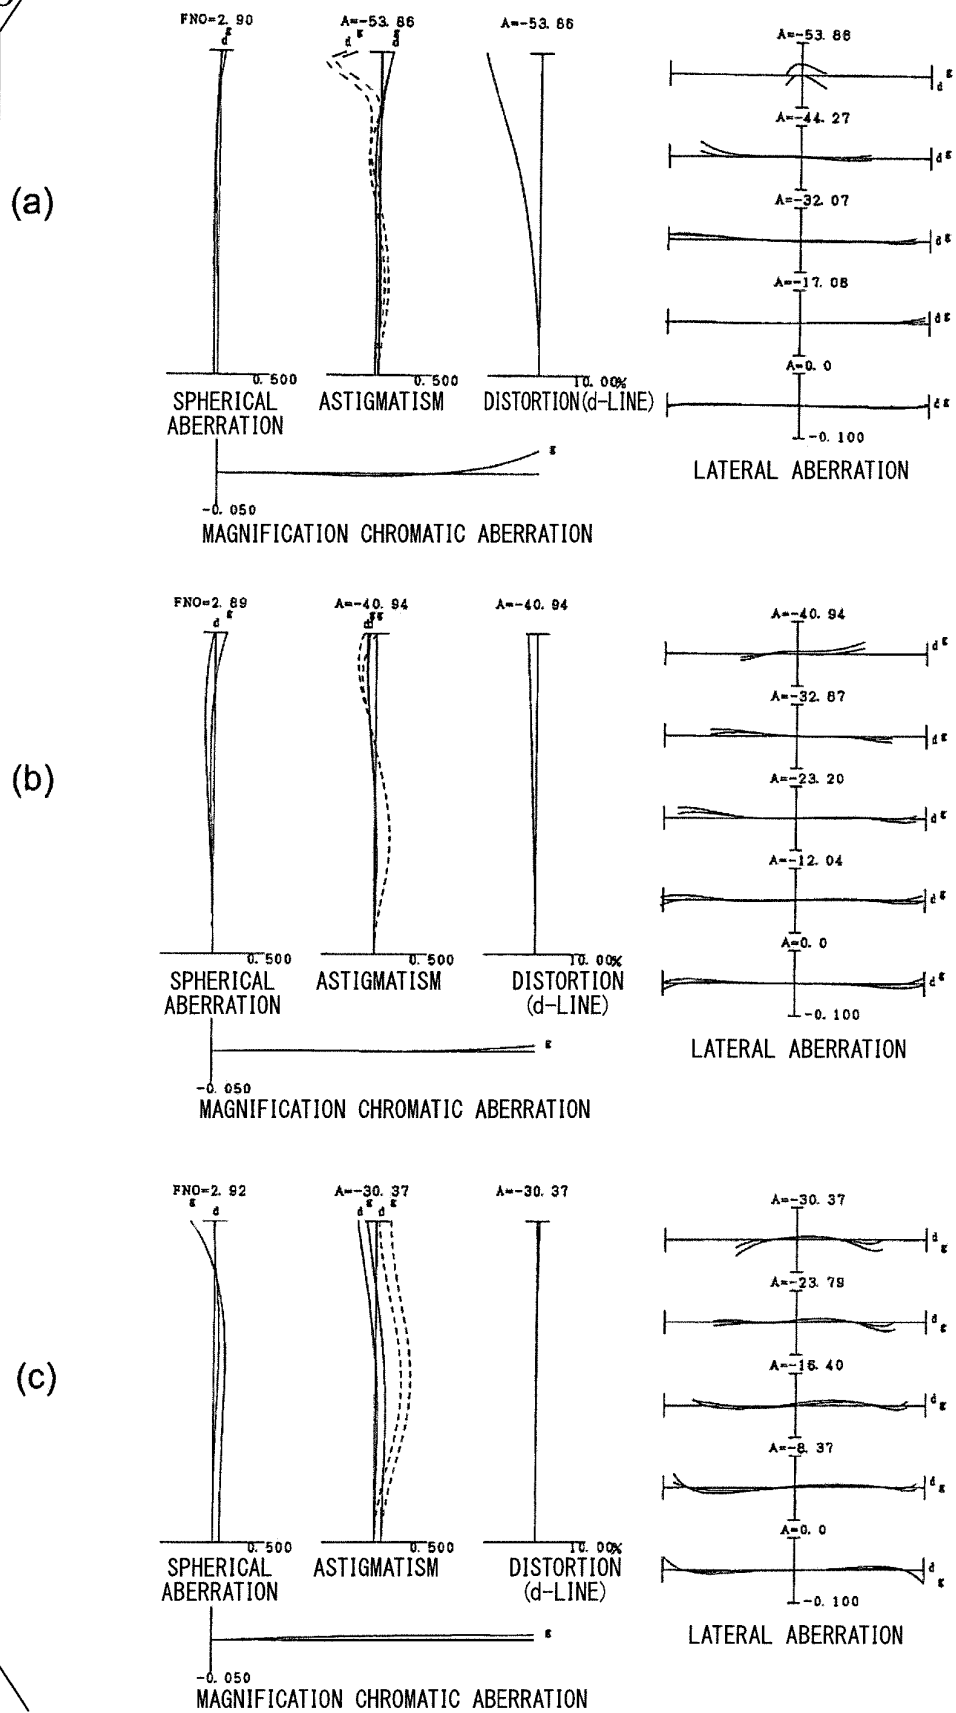 (a)
FNO=2.90
g
d
0.500
SPHERICAL
ABERRATION
A=-53.86
d g g
d
0.500
ASTIGMATISM
A=-53.86
10.00%
DISTORTION(d-LINE)
g
-0.050
MAGNIFICATION CHROMATIC ABERRATION
A=-53.86
g
d
A=-44.27
d g
A=-32.07
d g
A=-17.08
d g
A=0.0
d g
-0.100
LATERAL ABERRATION
(b)
FNO=2.89
d g
0.500
SPHERICAL
ABERRATION
A=-40.94
g g
d d
0.500
ASTIGMATISM
A=-40.94
10.00%
DISTORTION
(d-LINE)
g
-0.050
MAGNIFICATION CHROMATIC ABERRATION
A=-40.94
d g
A=-32.87
d g
A=-23.20
d g
A=-12.04
d g
A=0.0
d g
-0.100
LATERAL ABERRATION
(c)
FNO=2.92
g d
0.500
SPHERICAL
ABERRATION
A=-30.37
d g d g
0.500
ASTIGMATISM
A=-30.37
10.00%
DISTORTION
(d-LINE)
g
-0.050
MAGNIFICATION CHROMATIC ABERRATION
A=-30.37
d
g
A=-23.79
d g
A=-16.40
d g
A=-8.37
d g
A=0.0
d
g
-0.100
LATERAL ABERRATION